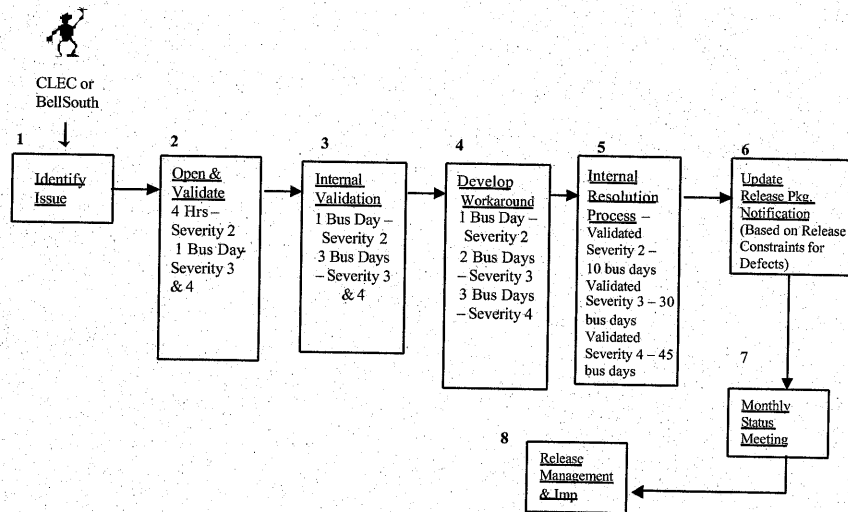 CLEC or
BellSouth
1
Identify
Issue
2
Open &
Validate
4 Hrs –
Severity 2
1 Bus Day-
Severity 3
& 4
3
Internal
Validation
1 Bus Day –
Severity 2
3 Bus Days
– Severity 3
& 4
4
Develop
Workaround
1 Bus Day –
Severity 2
2 Bus Days
– Severity 3
3 Bus Days
– Severity 4
5
Internal
Resolution
Process –
Validated
Severity 2 –
10 bus days
Validated
Severity 3 – 30
bus days
Validated
Severity 4 – 45
bus days
6
Update
Release Pkg.
Notification
(Based on Release
Constraints for
Defects)
7
Monthly
Status
Meeting
8
Release
Management
& Imp